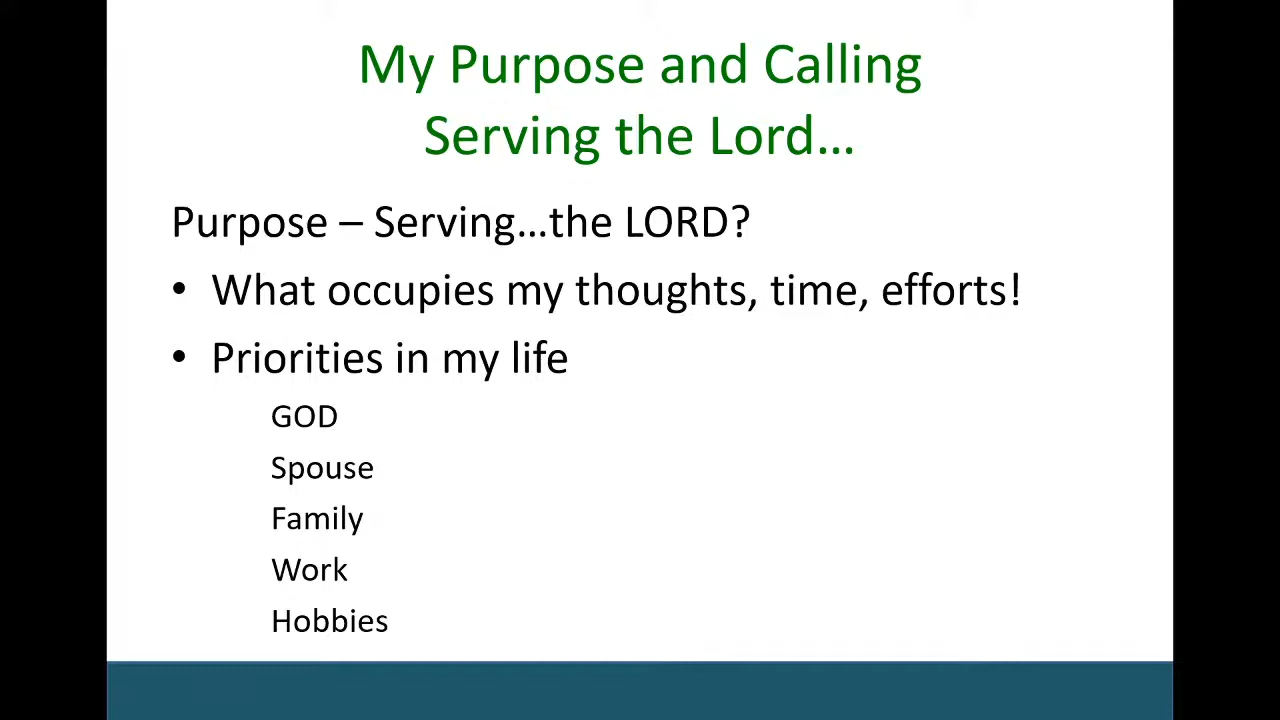 My Purpose and Calling
Serving the Lord…
Purpose – Serving…the LORD?
• What occupies my thoughts, time, efforts!
• Priorities in my life
GOD
Spouse
Family
Work
Hobbies